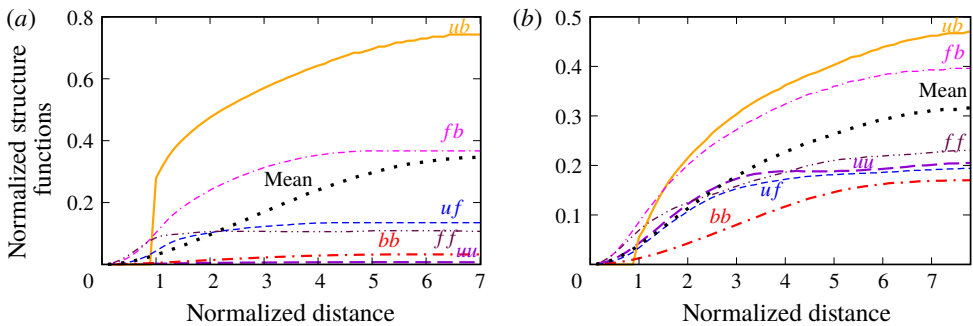 (a)
Normalized structure
functions
0.8
0.6
0.4
0.2
0
1
2
3
4
5
6
7
ub
fb
Mean
uf
bb
ff
uu
Normalized distance
(b)
0.5
0.4
0.3
0.2
0.1
0
1
2
3
4
5
6
7
ub
fb
Mean
ff
uu
uf
bb
Normalized distance